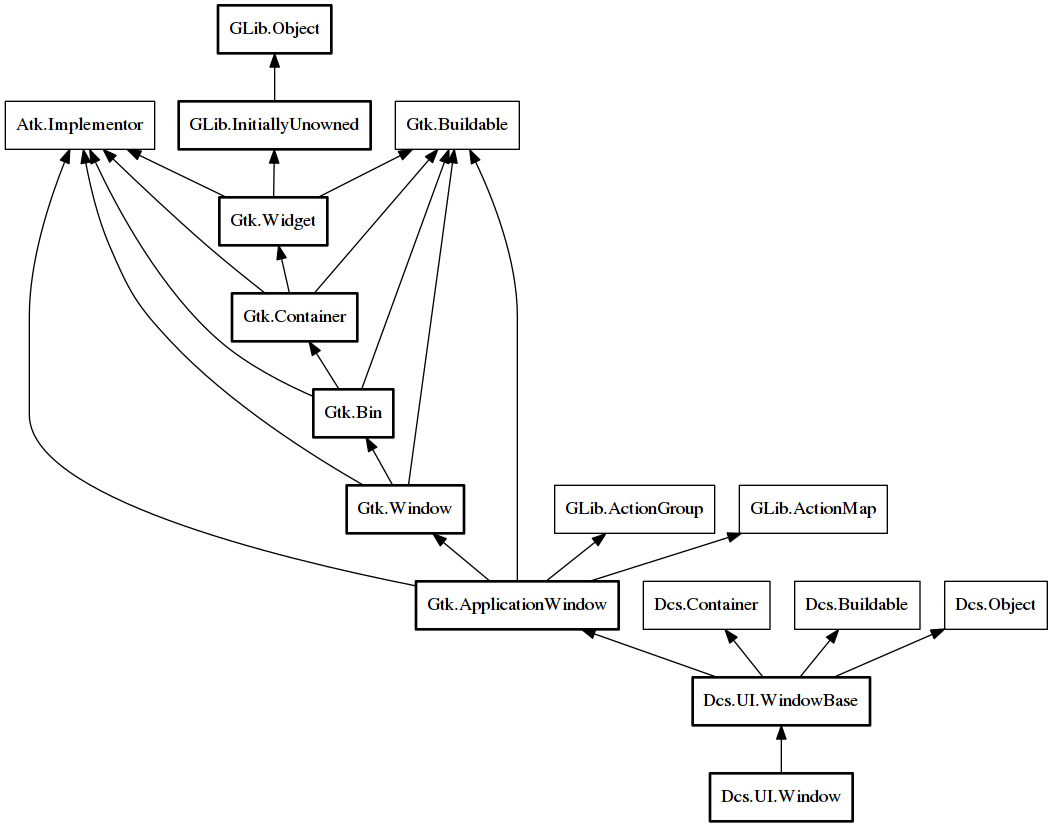 GLib.Object
Atk.Implementor
GLib.InitiallyUnowned
Gtk.Buildable
Gtk.Widget
Gtk.Container
Gtk.Bin
Gtk.Window
GLib.ActionGroup
GLib.ActionMap
Gtk.ApplicationWindow
Dcs.Container
Dcs.Buildable
Dcs.Object
Dcs.UI.WindowBase
Dcs.UI.Window